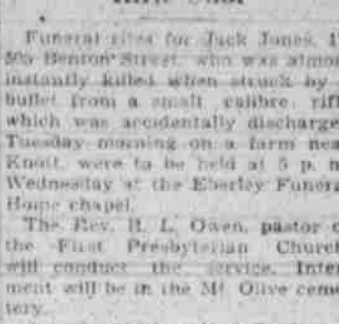 Funeral rites for Jack Jones, 1
505 Benton Street, who was almos
instantly killed when struck by
bullet from a small calibre rifl
which was accidentally discharge
Tuesday morning on a farm nea
Knott, were to be held at 5 p. m
Wednesday at the Eberley Funera
Home chapel.
The Rev. H. L. Owen, pastor o
the First Presbyterian Church
will conduct the service. Inter
ment will be in the Mt. Olive ceme
tery.